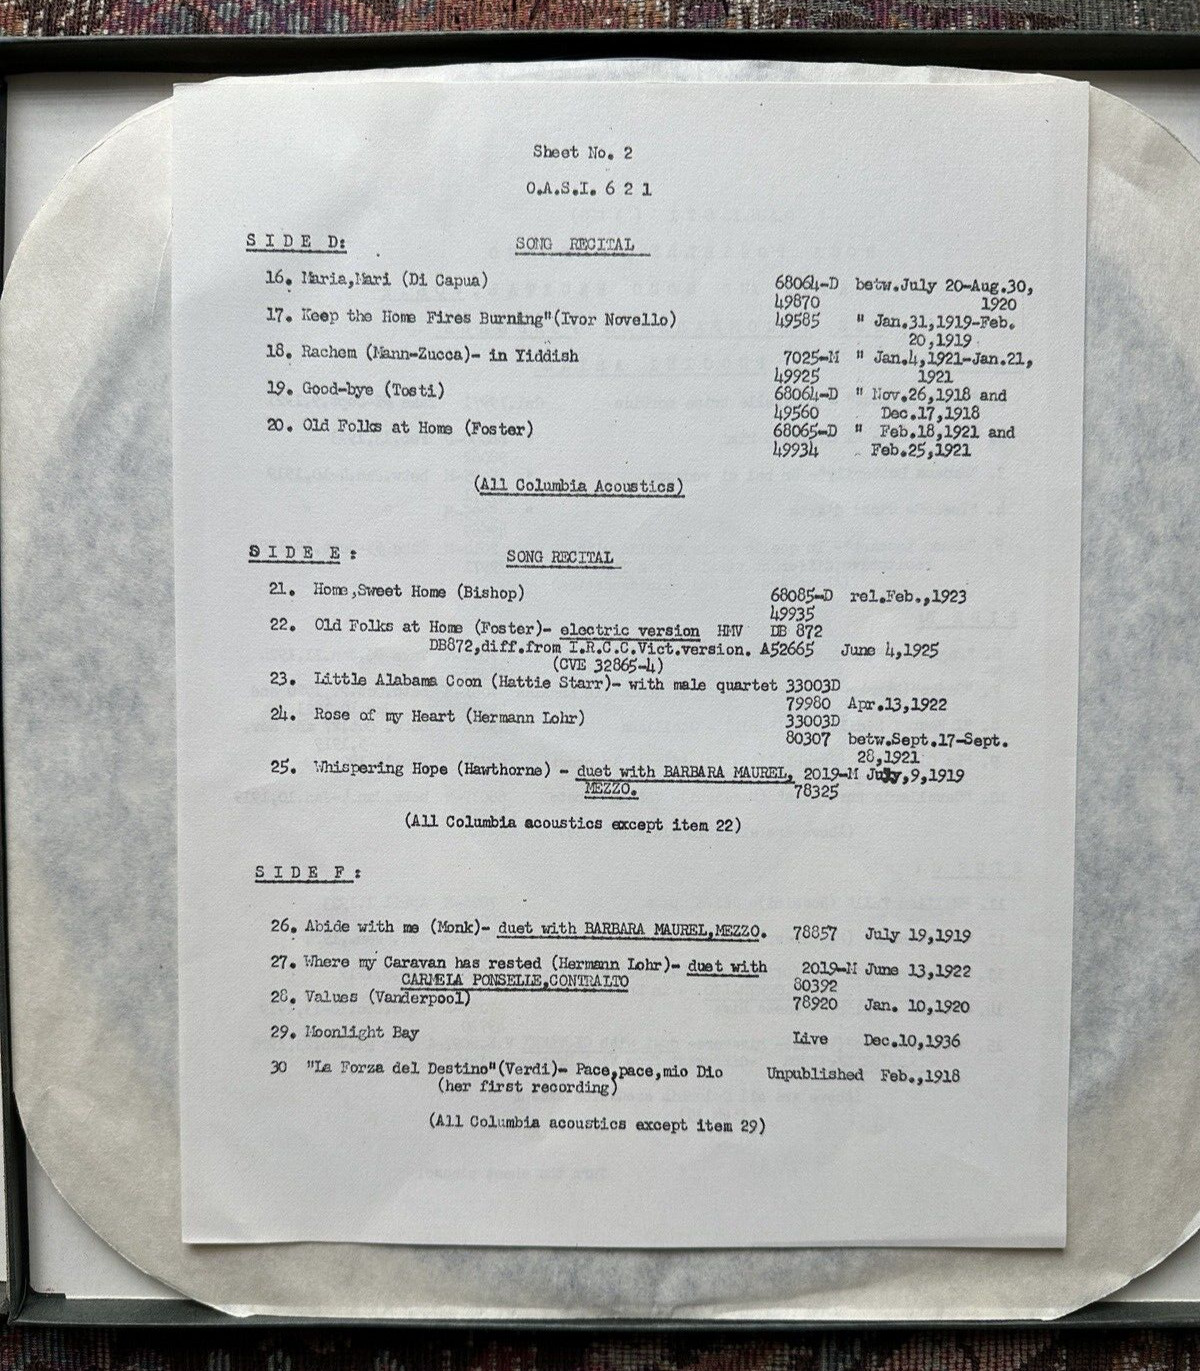 Sheet No. 2
O.A.S.I. 6 2 1
S I D E D: SONG RECITAL
16. Maria,Mari (Di Capua) 68064-D betw.July 20-Aug.30,
49870 1920
17. Keep the Home Fires Burning"(Ivor Novello) 49585 " Jan.31,1919-Feb.
20,1919
18. Rachem (Mann-Zucca)- in Yiddish 7025-M " Jan.4,1921-Jan.21,
49925 1921
19. Good-bye (Tosti) 68064-D " Nov.26,1918 and
49560 Dec.17,1918
20. Old Folks at Home (Foster) 68065-D " Feb.18,1921 and
49934 Feb.25,1921
(All Columbia Acoustics)
S I D E E : SONG RECITAL
21. Home,Sweet Home (Bishop) 68085-D rel.Feb.,1923
49935
22. Old Folks at Home (Foster)- electric version HMV DB 872
DB872,diff.from I.R.C.C.Vict.version. A52665 June 4,1925
(CVE 32865-4)
23. Little Alabama Coon (Hattie Starr)- with male quartet 33003D
79980 Apr.13,1922
24. Rose of my Heart (Hermann Lohr) 33003D
80307 betw.Sept.17-Sept.
28,1921
25. Whispering Hope (Hawthorne) - duet with BARBARA MAUREL, 2019-M July,9,1919
MEZZO. 78325
(All Columbia acoustics except item 22)
S I D E F :
26. Abide with me (Monk)- duet with BARBARA MAUREL,MEZZO. 78857 July 19,1919
27. Where my Caravan has rested (Hermann Lohr)- duet with 2019-M June 13,1922
CARMELA PONSELLE,CONTRALTO 80392
28. Values (Vanderpool) 78920 Jan. 10,1920
29. Moonlight Bay Live Dec.10,1936
30 "La Forza del Destino"(Verdi)- Pace,pace,mio Dio Unpublished Feb.,1918
(her first recording)
(All Columbia acoustics except item 29)